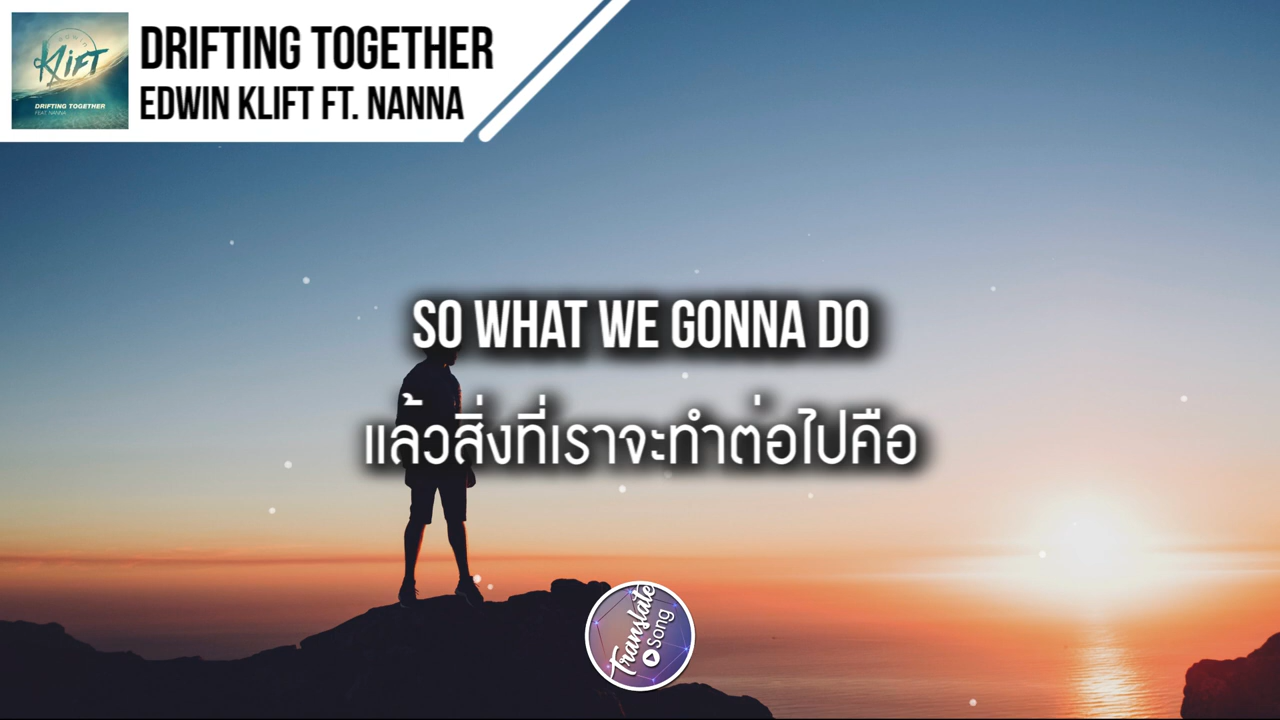 KLIFT
DRIFTING TOGETHER
FEAT. NANNA
DRIFTING TOGETHER
EDWIN KLIFT FT. NANNA
SO WHAT WE GONNA DO
แล้วสิ่งที่เราจะทำต่อไปคือ
Translate
Song